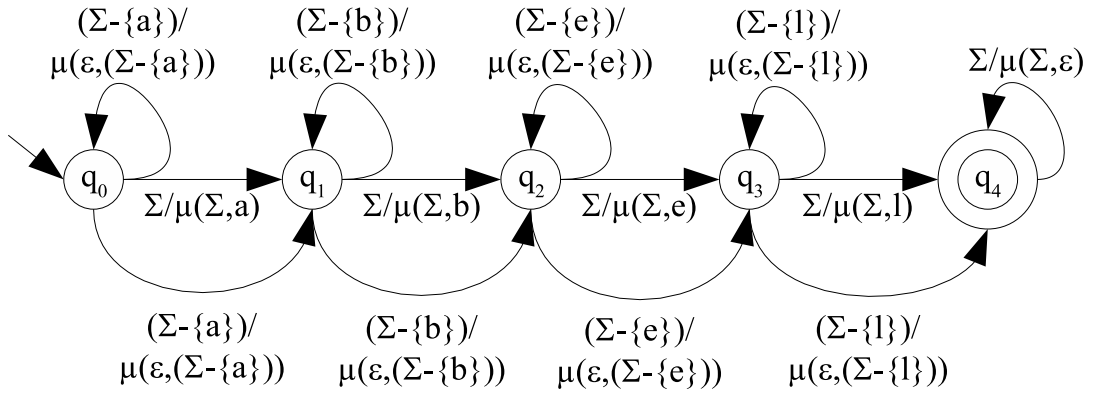 (Σ-{a})/
μ(ε,(Σ-{a}))
(Σ-{b})/
μ(ε,(Σ-{b}))
(Σ-{e})/
μ(ε,(Σ-{e}))
(Σ-{l})/
μ(ε,(Σ-{l}))
Σ/μ(Σ,ε)
q₀
q₁
q₂
q₃
q₄
Σ/μ(Σ,a)
Σ/μ(Σ,b)
Σ/μ(Σ,e)
Σ/μ(Σ,l)
(Σ-{a})/
μ(ε,(Σ-{a}))
(Σ-{b})/
μ(ε,(Σ-{b}))
(Σ-{e})/
μ(ε,(Σ-{e}))
(Σ-{l})/
μ(ε,(Σ-{l}))